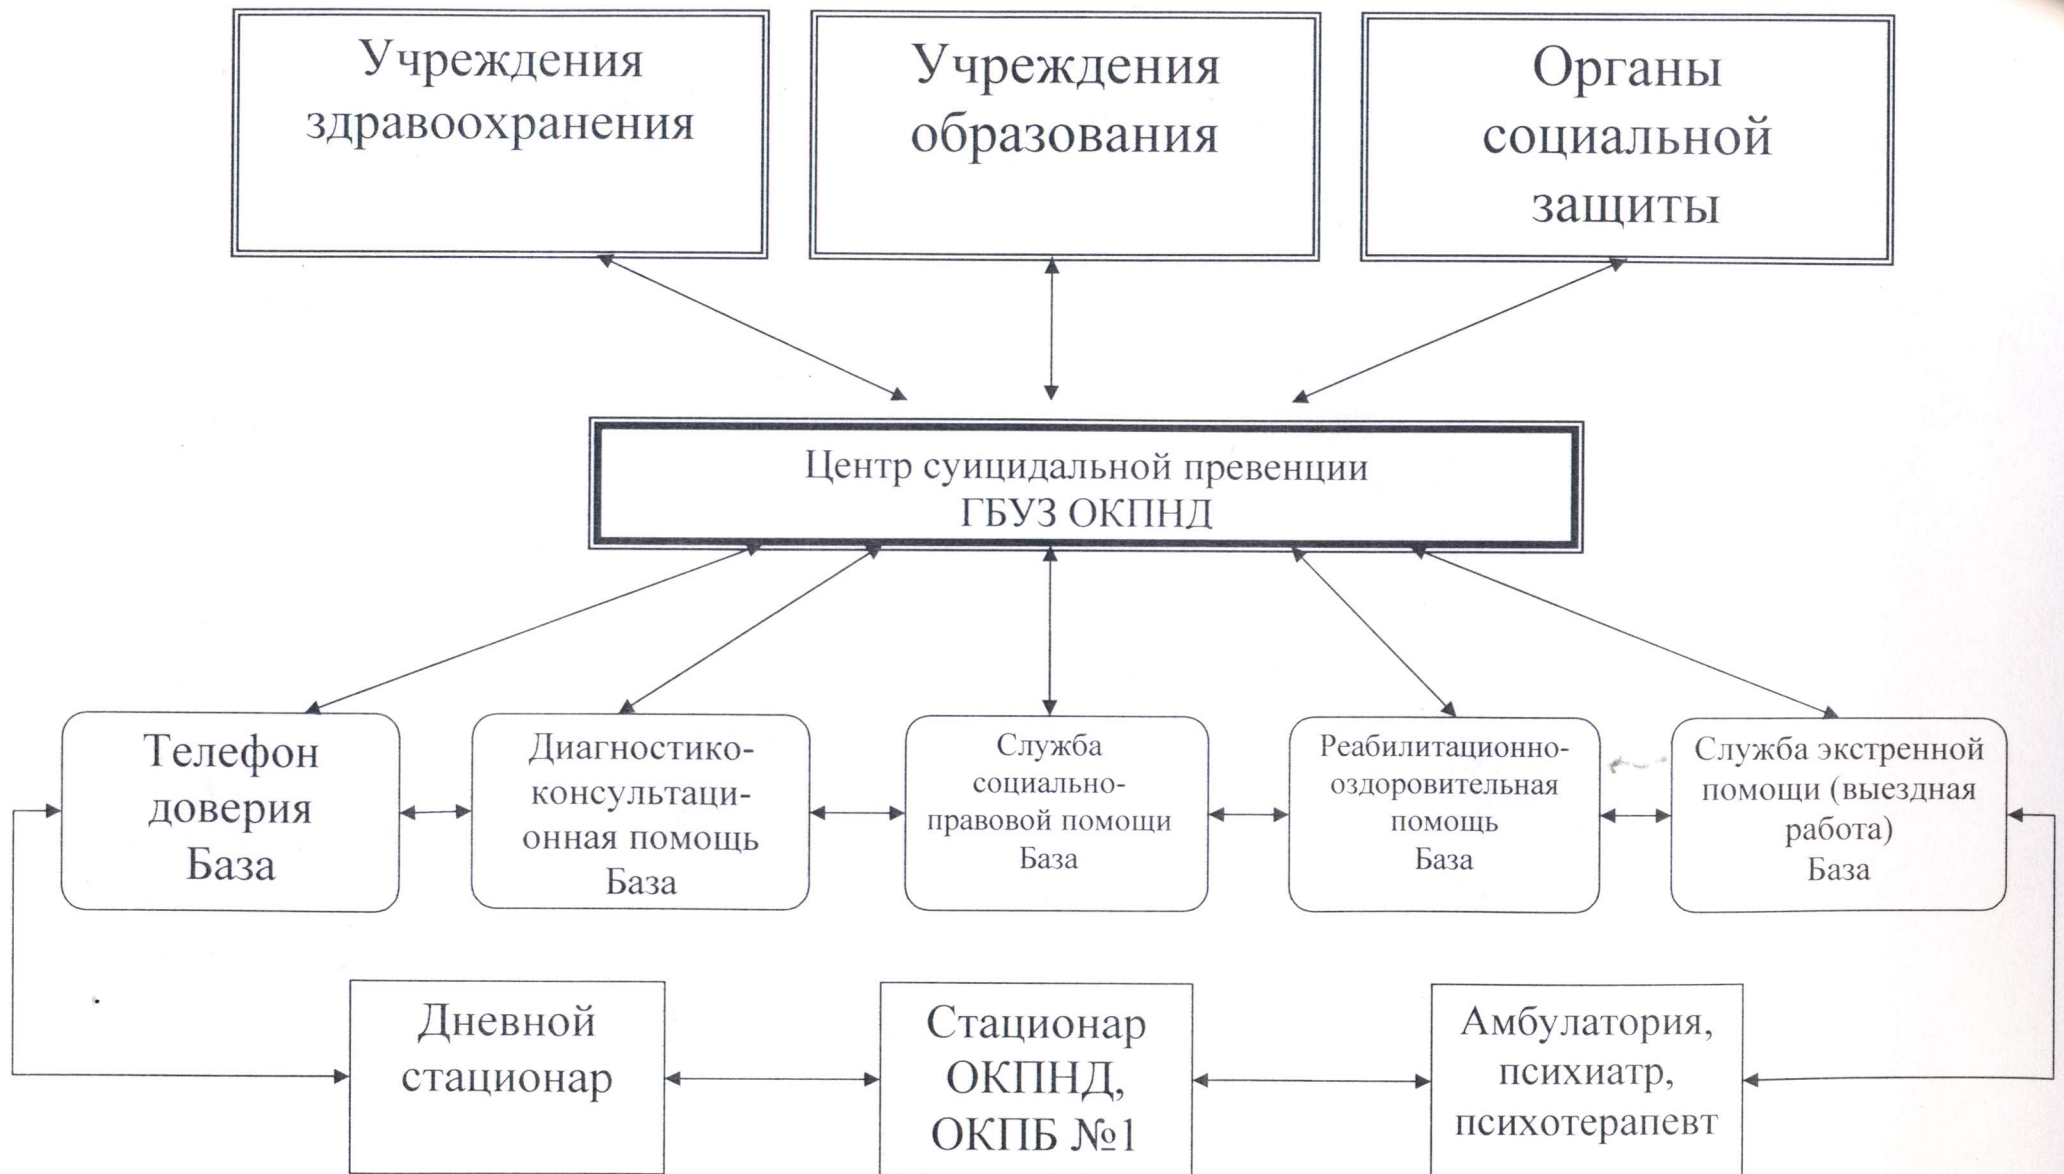 Учреждения
здравоохранения
Учреждения
образования
Органы
социальной
защиты
Центр суицидальной превенции
ГБУЗ ОКПНД
Телефон
доверия
База
Диагностико-
консультаци-
онная помощь
База
Служба
социально-
правовой помощи
База
Реабилитационно-
оздоровительная
помощь
База
Служба экстренной
помощи (выездная
работа)
База
Дневной
стационар
Стационар
ОКПНД,
ОКПБ №1
Амбулатория,
психиатр,
психотерапевт